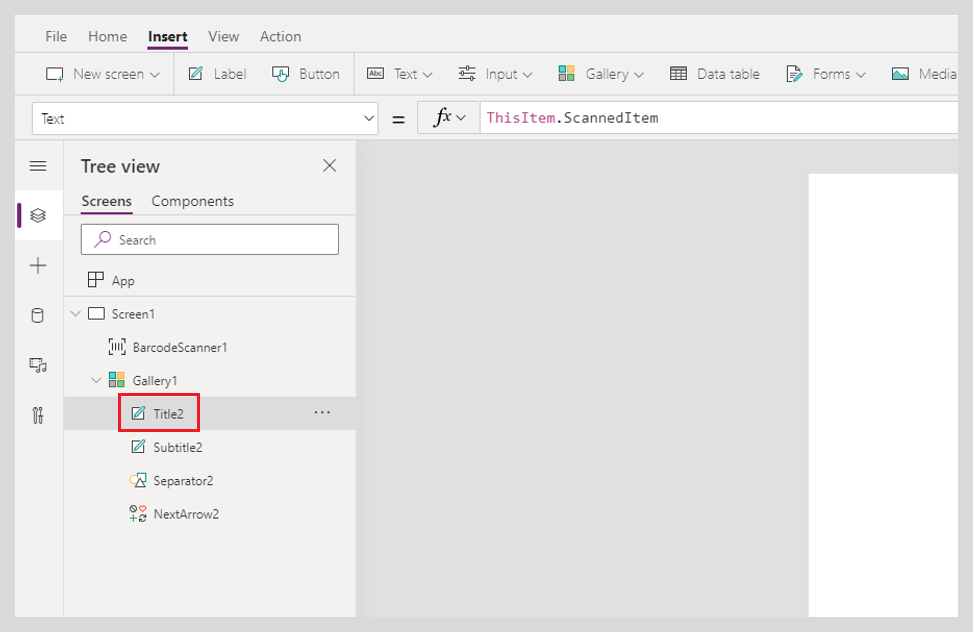 File Home Insert View Action
New screen Label Button Abc Text Input Gallery Data table Forms Media
Text = fx ThisItem.ScannedItem
Tree view
Screens Components
Search
App
Screen1
BarcodeScanner1
Gallery1
Title2 ...
Subtitle2
Separator2
NextArrow2